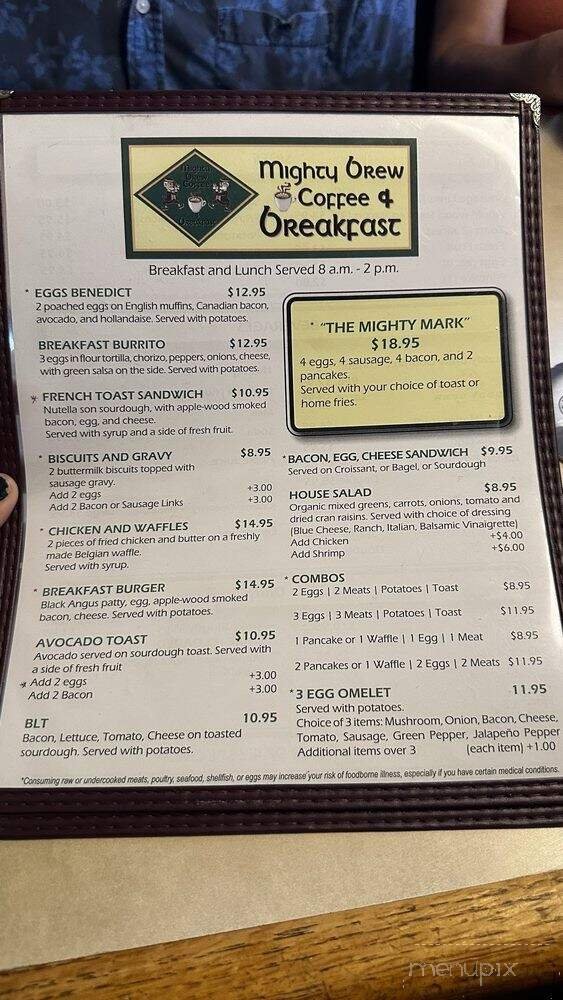 Mighty Brew
Coffee
Breakfast
Mighty Brew
Coffee &
Breakfast
Breakfast and Lunch Served 8 a.m. - 2 p.m.
* EGGS BENEDICT $12.95
2 poached eggs on English muffins, Canadian bacon,
avocado, and hollandaise. Served with potatoes.
BREAKFAST BURRITO $12.95
3 eggs in flour tortilla, chorizo, peppers, onions, cheese,
with green salsa on the side. Served with potatoes.
* FRENCH TOAST SANDWICH $10.95
Nutella son sourdough, with apple-wood smoked
bacon, egg, and cheese.
Served with syrup and a side of fresh fruit.
* BISCUITS AND GRAVY $8.95
2 buttermilk biscuits topped with
sausage gravy.
Add 2 eggs +3.00
Add 2 Bacon or Sausage Links +3.00
* CHICKEN AND WAFFLES $14.95
2 pieces of fried chicken and butter on a freshly
made Belgian waffle.
Served with syrup.
* BREAKFAST BURGER $14.95
Black Angus patty, egg, apple-wood smoked
bacon, cheese. Served with potatoes.
AVOCADO TOAST $10.95
Avocado served on sourdough toast. Served with
a side of fresh fruit
* Add 2 eggs +3.00
Add 2 Bacon +3.00
BLT 10.95
Bacon, Lettuce, Tomato, Cheese on toasted
sourdough. Served with potatoes.
* "THE MIGHTY MARK"
$18.95
4 eggs, 4 sausage, 4 bacon, and 2
pancakes.
Served with your choice of toast or
home fries.
* BACON, EGG, CHEESE SANDWICH $9.95
Served on Croissant, or Bagel, or Sourdough
HOUSE SALAD $8.95
Organic mixed greens, carrots, onions, tomato and
dried cran raisins. Served with choice of dressing
(Blue Cheese, Ranch, Italian, Balsamic Vinaigrette)
Add Chicken +$4.00
Add Shrimp +$6.00
* COMBOS
2 Eggs | 2 Meats | Potatoes | Toast $8.95
3 Eggs | 3 Meats | Potatoes | Toast $11.95
1 Pancake or 1 Waffle | 1 Egg | 1 Meat $8.95
2 Pancakes or 1 Waffle | 2 Eggs | 2 Meats $11.95
* 3 EGG OMELET 11.95
Served with potatoes.
Choice of 3 items: Mushroom, Onion, Bacon, Cheese,
Tomato, Sausage, Green Pepper, Jalapeño Pepper
Additional items over 3 (each item) +1.00
*Consuming raw or undercooked meats, poultry, seafood, shellfish, or eggs may increase your risk of foodborne illness, especially if you have certain medical conditions.
menupix